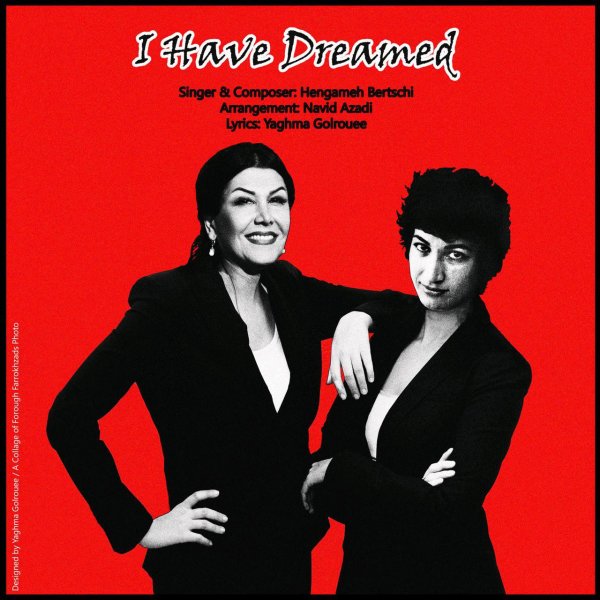 I Have Dreamed
Singer & Composer: Hengameh Bertschi
Arrangement: Navid Azadi
Lyrics: Yaghma Golrouee
Designed by Yaghma Golrouee / A Collage of Forough Farrokhzads Photo